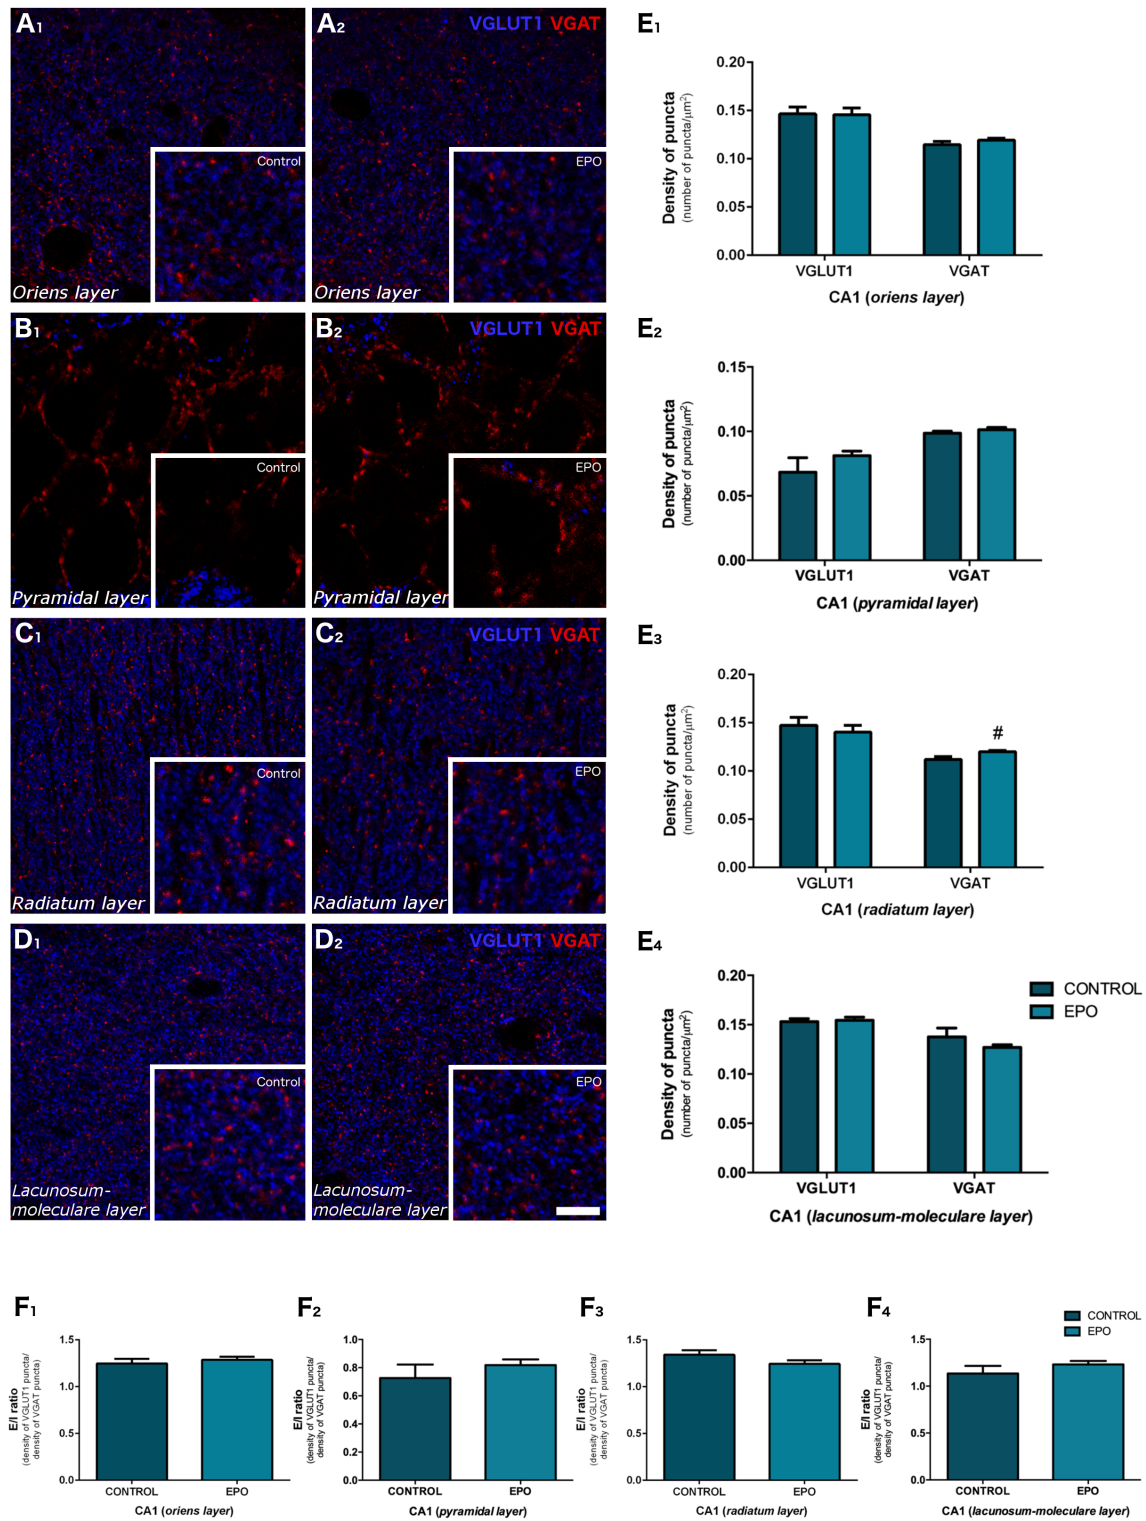 A1
A2
VGLUT1 VGAT
Control
EPO
Oriens layer
Oriens layer
B1
B2
VGLUT1 VGAT
Control
EPO
Pyramidal layer
Pyramidal layer
C1
C2
VGLUT1 VGAT
Control
EPO
Radiatum layer
Radiatum layer
D1
D2
VGLUT1 VGAT
Control
EPO
Lacunosum-
moleculare layer
Lacunosum-
moleculare layer
E1
Density of puncta
(number of puncta/µm²)
0.20
0.15
0.10
0.05
0.00
VGLUT1
VGAT
CA1 (oriens layer)
E2
Density of puncta
(number of puncta/µm²)
0.15
0.10
0.05
0.00
VGLUT1
VGAT
CA1 (pyramidal layer)
E3
Density of puncta
(number of puncta/µm²)
0.20
0.15
0.10
0.05
0.00
#
VGLUT1
VGAT
CA1 (radiatum layer)
E4
Density of puncta
(number of puncta/µm²)
0.20
0.15
0.10
0.05
0.00
CONTROL
EPO
VGLUT1
VGAT
CA1 (lacunosum-moleculare layer)
F1
E/I ratio
(density of VGLUT1 puncta/
density of VGAT puncta)
1.5
1.0
0.5
0.0
CONTROL
EPO
CA1 (oriens layer)
F2
E/I ratio
(density of VGLUT1 puncta/
density of VGAT puncta)
1.0
0.8
0.6
0.4
0.2
0.0
CONTROL
EPO
CA1 (pyramidal layer)
F3
E/I ratio
(density of VGLUT1 puncta/
density of VGAT puncta)
1.5
1.0
0.5
0.0
CONTROL
EPO
CA1 (radiatum layer)
F4
CONTROL
EPO
E/I ratio
(density of VGLUT1 puncta/
density of VGAT puncta)
1.5
1.0
0.5
0.0
CONTROL
EPO
CA1 (lacunosum-moleculare layer)